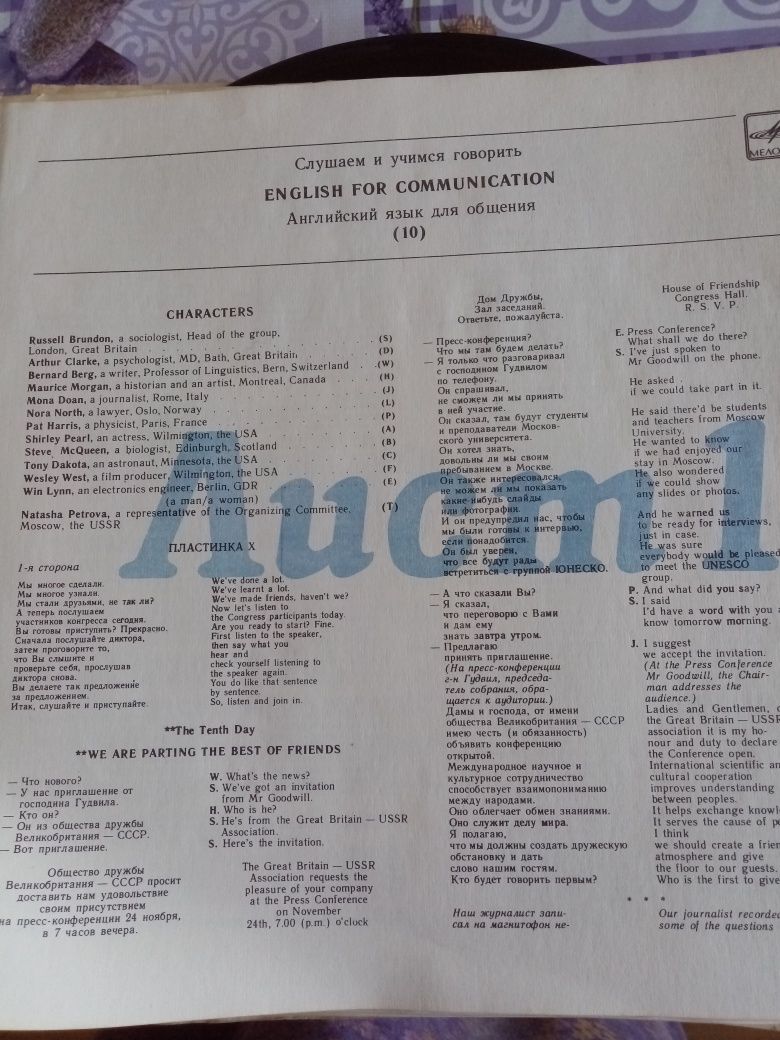 МЕЛО
Слушаем и учимся говорить
ENGLISH FOR COMMUNICATION
Английский язык для общения
(10)
CHARACTERS
Russell Brundon, a sociologist, Head of the group,
London, Great Britain . . . (S)
Arthur Clarke, a psychologist, MD, Bath, Great Britain . . . (D)
Bernard Berg, a writer, Professor of Linguistics, Bern, Switzerland . . (W)
Maurice Morgan, a historian and an artist, Montreal, Canada . . . (H)
Mona Doan, a journalist, Rome, Italy . . . (J)
Nora North, a lawyer, Oslo, Norway . . . (L)
Pat Harris, a physicist, Paris, France . . . (P)
Shirley Pearl, an actress, Wilmington, the USA . . . (A)
Steve McQueen, a biologist, Edinburgh, Scotland . . . (B)
Tony Dakota, an astronaut, Minnesota, the USA . . . (C)
Wesley West, a film producer, Wilmington, the USA . . . (F)
Win Lynn, an electronics engineer, Berlin, GDR . . . (E)
(a man/a woman)
Natasha Petrova, a representative of the Organizing Committee, (T)
Moscow, the USSR
ПЛАСТИНКА X
1-я сторона
Мы многое сделали.
Мы многое узнали.
Мы стали друзьями, не так ли?
А теперь послушаем
участников конгресса сегодня.
Вы готовы приступить? Прекрасно.
Сначала послушайте диктора,
затем проговорите то,
что Вы слышите и
проверьте себя, прослушав
диктора снова.
Вы делаете так предложение
за предложением.
Итак, слушайте и приступайте.
We've done a lot.
We've learnt a lot.
We've made friends, haven't we?
Now let's listen to
the Congress participants today.
Are you ready to start? Fine.
First listen to the speaker,
then say what you
hear and
check yourself listening to
the speaker again.
You do like that sentence
by sentence.
So, listen and join in.
**The Tenth Day
**WE ARE PARTING THE BEST OF FRIENDS
— Что нового?
— У нас приглашение от
господина Гудвила.
— Кто он?
— Он из общества дружбы
Великобритания — СССР.
— Вот приглашение.
Общество дружбы
Великобритания — СССР просит
доставить нам удовольствие
своим присутствием
на пресс-конференции 24 ноября,
в 7 часов вечера.
W. What's the news?
S. We've got an invitation
from Mr Goodwill.
H. Who is he?
S. He's from the Great Britain — USSR
Association.
S. Here's the invitation.
The Great Britain — USSR
Association requests the
pleasure of your company
at the Press Conference
on November
24th, 7.00 (p.m.) o'clock
Дом Дружбы,
Зал заседаний.
Ответьте, пожалуйста.
— Пресс-конференция?
Что мы там будем делать?
— Я только что разговаривал
с господином Гудвилом
по телефону.
Он спрашивал,
не сможем ли мы принять
в ней участие.
Он сказал, там будут студенты
и преподаватели Москов-
ского университета.
Он хотел знать,
довольны ли мы своим
пребыванием в Москве.
Он также интересовался,
не можем ли мы показать
какие-нибудь слайды
или фотографии.
И он предупредил нас, чтобы
мы были готовы к интервью,
если понадобится.
Он был уверен,
что все будут рады
встретиться с группой ЮНЕСКО.
— А что сказали Вы?
— Я сказал,
что переговорю с Вами
и дам ему
знать завтра утром.
— Предлагаю
принять приглашение.
(На пресс-конференции
г-н Гудвил, председа-
тель собрания, обра-
щается к аудитории.)
Дамы и господа, от имени
общества Великобритания — СССР
имею честь (и обязанность)
объявить конференцию
открытой.
Международное научное и
культурное сотрудничество
способствует взаимопониманию
между народами.
Оно облегчает обмен знаниями.
Оно служит делу мира.
Я полагаю,
что мы должны создать дружескую
обстановку и дать
слово нашим гостям.
Кто будет говорить первым?
Наш журналист запи-
сал на магнитофон не-
House of Friendship
Congress Hall.
R. S. V. P.
E. Press Conference?
What shall we do there?
S. I've just spoken to
Mr Goodwill on the phone.
He asked
if we could take part in it.
He said there'd be students
and teachers from Moscow
University.
He wanted to know
if we had enjoyed our
stay in Moscow.
He also wondered
if we could show
any slides or photos.
And he warned us
to be ready for interviews,
just in case.
He was sure
everybody would be pleased
to meet the UNESCO
group.
P. And what did you say?
S. I said
I'd have a word with you a
know tomorrow morning.
J. I suggest
we accept the invitation.
(At the Press Conference
Mr Goodwill, the Chair-
man addresses the
audience.)
Ladies and Gentlemen, o
the Great Britain — USSR
association it is my ho-
nour and duty to declare
the Conference open.
International scientific an
cultural cooperation
improves understanding
between peoples.
It helps exchange knowl
It serves the cause of pe
I think
we should create a frien
atmosphere and give
the floor to our guests.
Who is the first to give
* * *
Our journalist recorded
some of the questions
Auan1